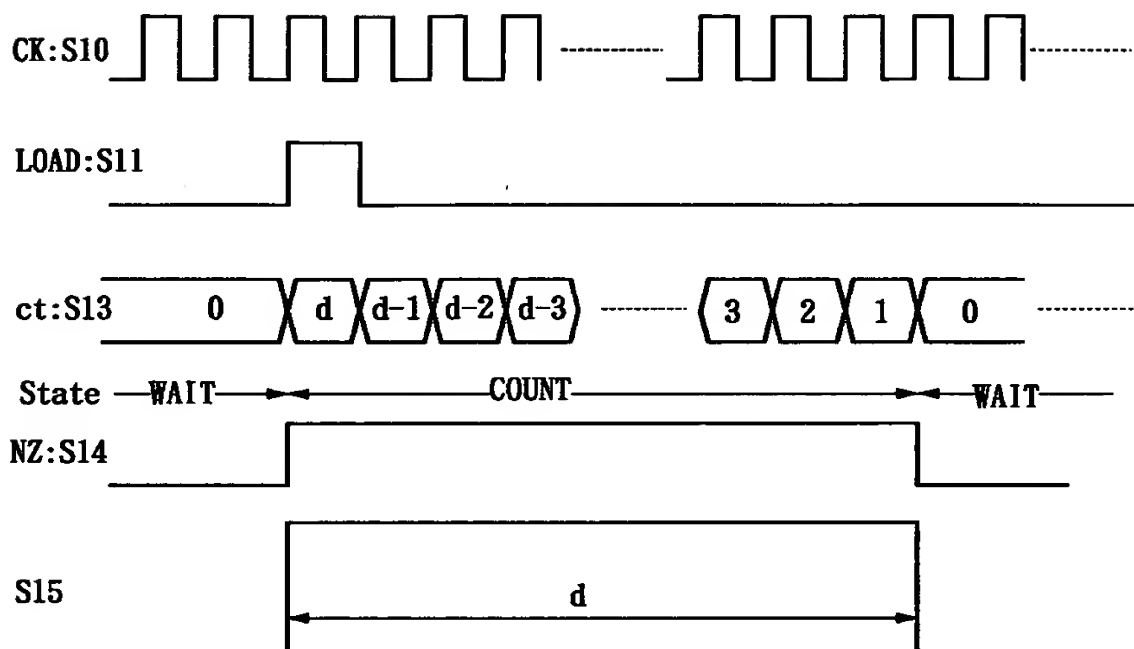 CK:S10
LOAD:S11
ct:S13 0 d d-1 d-2 d-3 3 2 1 0
State WAIT COUNT WAIT
NZ:S14
S15
d